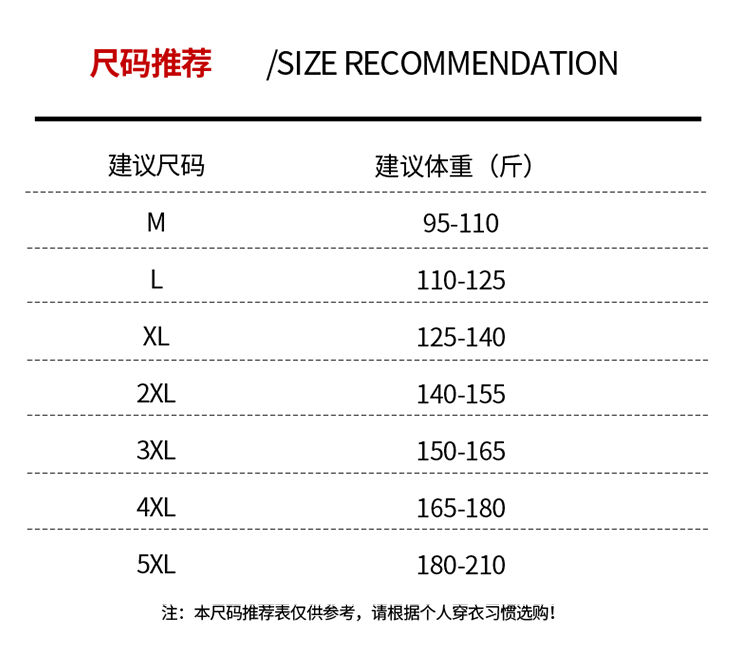 尺码推荐 /SIZE RECOMMENDATION
建议尺码 建议体重（斤）
M 95-110
L 110-125
XL 125-140
2XL 140-155
3XL 150-165
4XL 165-180
5XL 180-210
注：本尺码推荐表仅供参考，请根据个人穿衣习惯选购！